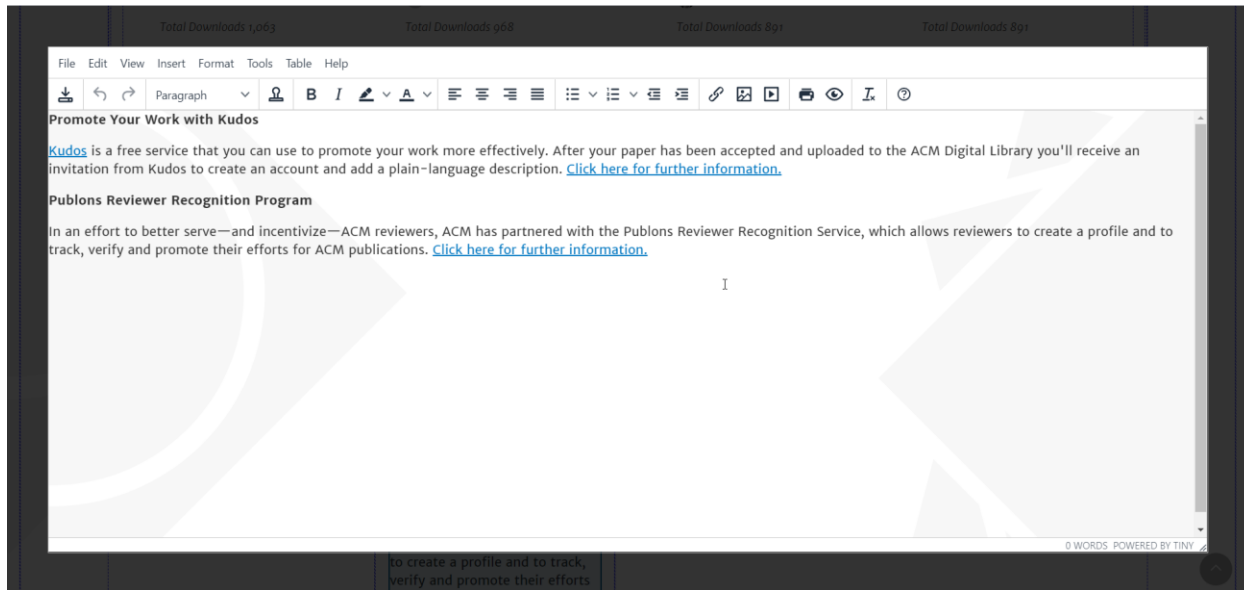 Total Downloads 1,063 Total Downloads 968 Total Downloads 891 Total Downloads 891
File Edit View Insert Format Tools Table Help
Paragraph B I A
Promote Your Work with Kudos
Kudos is a free service that you can use to promote your work more effectively. After your paper has been accepted and uploaded to the ACM Digital Library you'll receive an
invitation from Kudos to create an account and add a plain-language description. Click here for further information.
Publons Reviewer Recognition Program
In an effort to better serve—and incentivize—ACM reviewers, ACM has partnered with the Publons Reviewer Recognition Service, which allows reviewers to create a profile and to
track, verify and promote their efforts for ACM publications. Click here for further information.
0 WORDS POWERED BY TINY
to create a profile and to track,
verify and promote their efforts